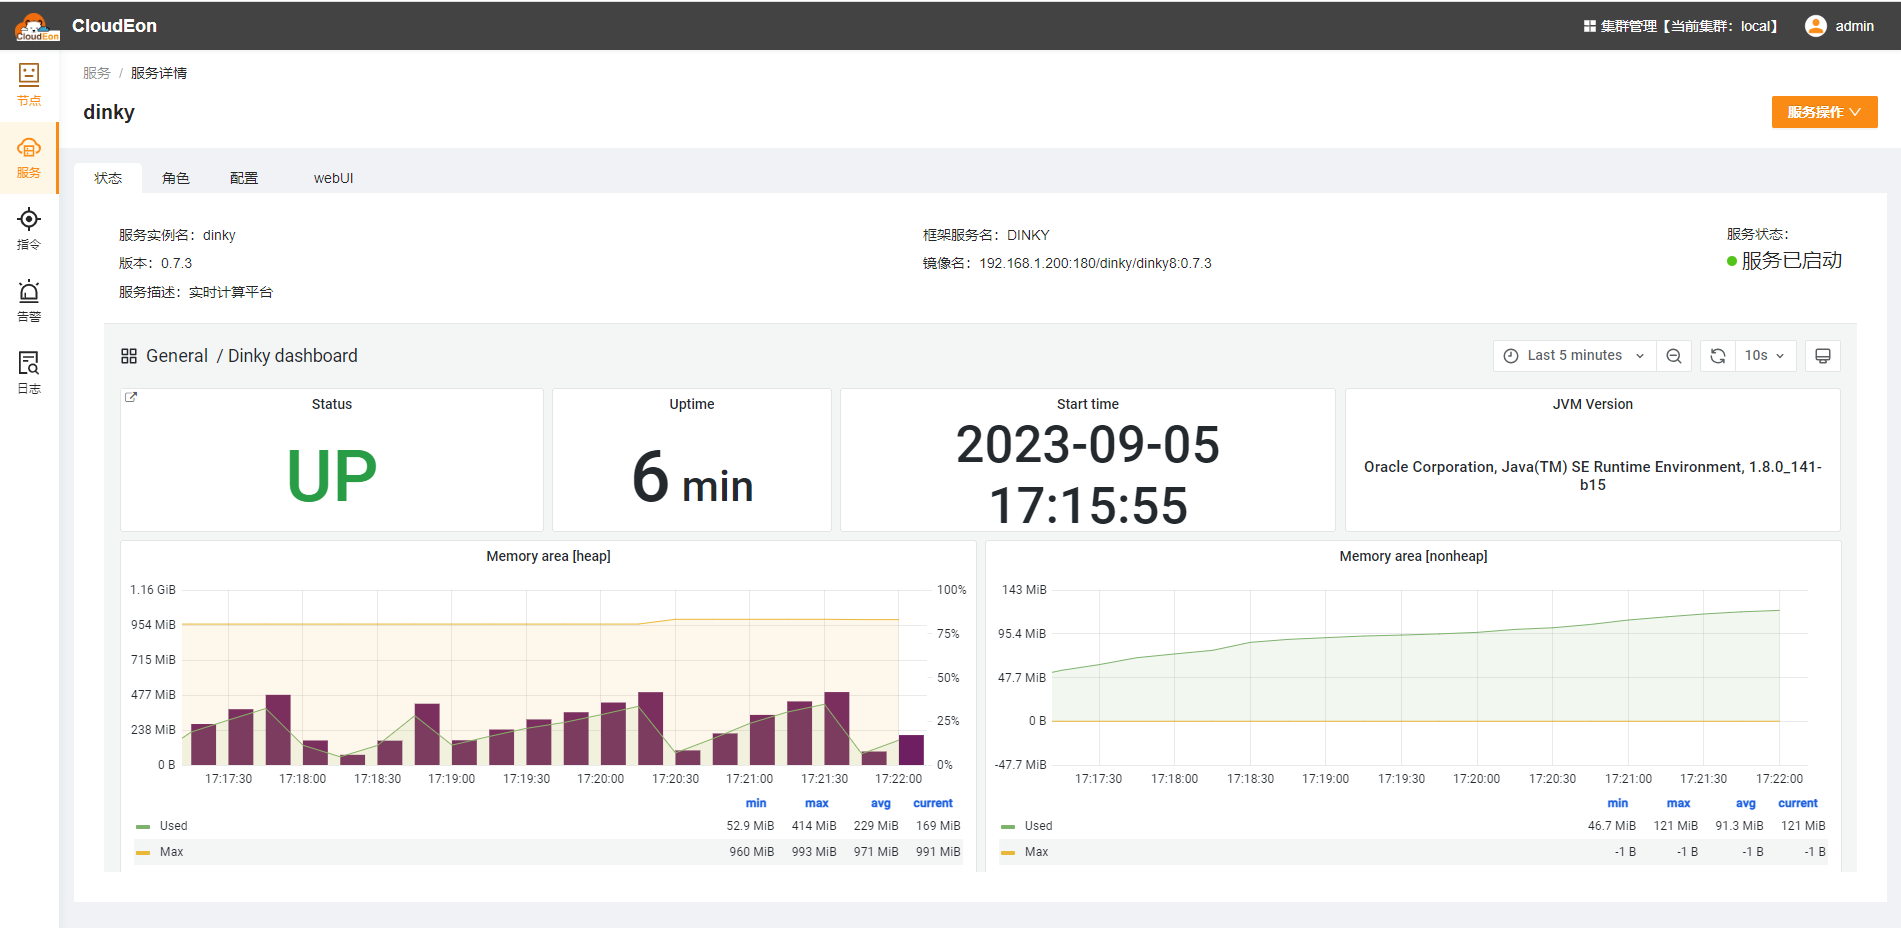 CloudEon
CloudEon
集群管理【当前集群：local】
admin
节点
服务
指令
告警
日志
服务 / 服务详情
dinky
服务操作
状态
角色
配置
webUI
服务实例名：dinky
框架服务名：DINKY
服务状态：
版本：0.7.3
镜像名：192.168.1.200:180/dinky/dinky8:0.7.3
服务已启动
服务描述：实时计算平台
General / Dinky dashboard
Last 5 minutes
10s
Status
UP
Uptime
6 min
Start time
2023-09-05
17:15:55
JVM Version
Oracle Corporation, Java(TM) SE Runtime Environment, 1.8.0_141-
b15
Memory area [heap]
1.16 GiB
954 MiB
715 MiB
477 MiB
238 MiB
0 B
100%
75%
50%
25%
0%
17:17:30 17:18:00 17:18:30 17:19:00 17:19:30 17:20:00 17:20:30 17:21:00 17:21:30 17:22:00
min max avg current
Used 52.9 MiB 414 MiB 229 MiB 169 MiB
Max 960 MiB 993 MiB 971 MiB 991 MiB
Memory area [nonheap]
143 MiB
95.4 MiB
47.7 MiB
0 B
-47.7 MiB
17:17:30 17:18:00 17:18:30 17:19:00 17:19:30 17:20:00 17:20:30 17:21:00 17:21:30 17:22:00
min max avg current
Used 46.7 MiB 121 MiB 91.3 MiB 121 MiB
Max -1 B -1 B -1 B -1 B